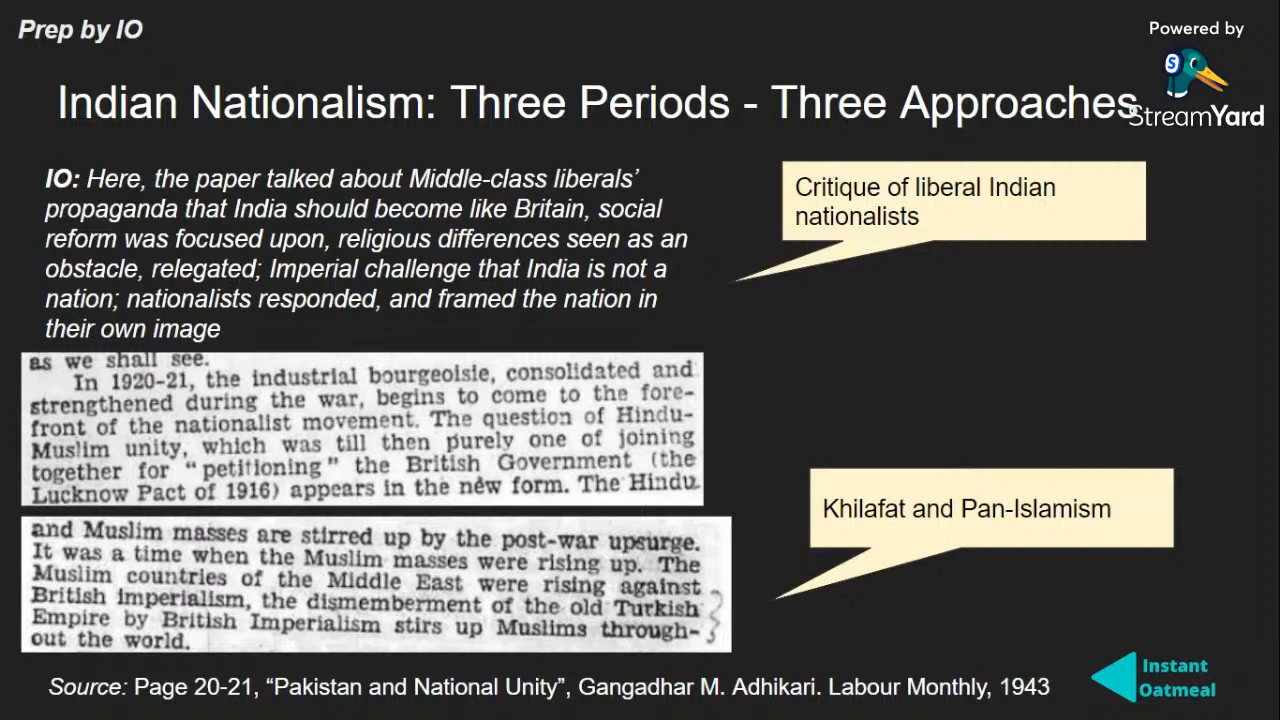 Prep by IO
Powered by
S
StreamYard
Indian Nationalism: Three Periods - Three Approaches
IO: Here, the paper talked about Middle-class liberals’
propaganda that India should become like Britain, social
reform was focused upon, religious differences seen as an
obstacle, relegated; Imperial challenge that India is not a
nation; nationalists responded, and framed the nation in
their own image
Critique of liberal Indian
nationalists
as we shall see.
In 1920-21, the industrial bourgeoisie, consolidated and
strengthened during the war, begins to come to the fore-
front of the nationalist movement. The question of Hindu-
Muslim unity, which was till then purely one of joining
together for "petitioning" the British Government (the
Lucknow Pact of 1916) appears in the new form. The Hindu
and Muslim masses are stirred up by the post-war upsurge.
It was a time when the Muslim masses were rising up. The
Muslim countries of the Middle East were rising against
British imperialism, the dismemberment of the old Turkish
Empire by British Imperialism stirs up Muslims through-
out the world.
Khilafat and Pan-Islamism
Source: Page 20-21, “Pakistan and National Unity”, Gangadhar M. Adhikari. Labour Monthly, 1943
Instant
Oatmeal